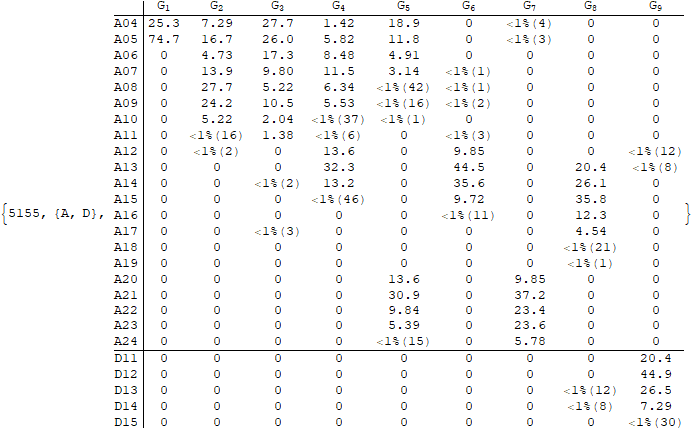 G1 G2 G3 G4 G5 G6 G7 G8 G9
A04 25.3 7.29 27.7 1.42 18.9 0 <1%(4) 0 0
A05 74.7 16.7 26.0 5.82 11.8 0 <1%(3) 0 0
A06 0 4.73 17.3 8.48 4.91 0 0 0 0
A07 0 13.9 9.80 11.5 3.14 <1%(1) 0 0 0
A08 0 27.7 5.22 6.34 <1%(42) <1%(1) 0 0 0
A09 0 24.2 10.5 5.53 <1%(16) <1%(2) 0 0 0
A10 0 5.22 2.04 <1%(37) <1%(1) 0 0 0 0
A11 0 <1%(16) 1.38 <1%(6) 0 <1%(3) 0 0 0
A12 0 <1%(2) 0 13.6 0 9.85 0 0 <1%(12)
A13 0 0 0 32.3 0 44.5 0 20.4 <1%(8)
A14 0 0 <1%(2) 13.2 0 35.6 0 26.1 0
A15 0 0 0 <1%(46) 0 9.72 0 35.8 0
{5155, {A, D}, A16 0 0 0 0 0 <1%(11) 0 12.3 0 }
A17 0 0 <1%(3) 0 0 0 0 4.54 0
A18 0 0 0 0 0 0 0 <1%(21) 0
A19 0 0 0 0 0 0 0 <1%(1) 0
A20 0 0 0 0 13.6 0 9.85 0 0
A21 0 0 0 0 30.9 0 37.2 0 0
A22 0 0 0 0 9.84 0 23.4 0 0
A23 0 0 0 0 5.39 0 23.6 0 0
A24 0 0 0 0 <1%(15) 0 5.78 0 0
D11 0 0 0 0 0 0 0 0 20.4
D12 0 0 0 0 0 0 0 0 44.9
D13 0 0 0 0 0 0 0 <1%(12) 26.5
D14 0 0 0 0 0 0 0 <1%(8) 7.29
D15 0 0 0 0 0 0 0 0 <1%(30)